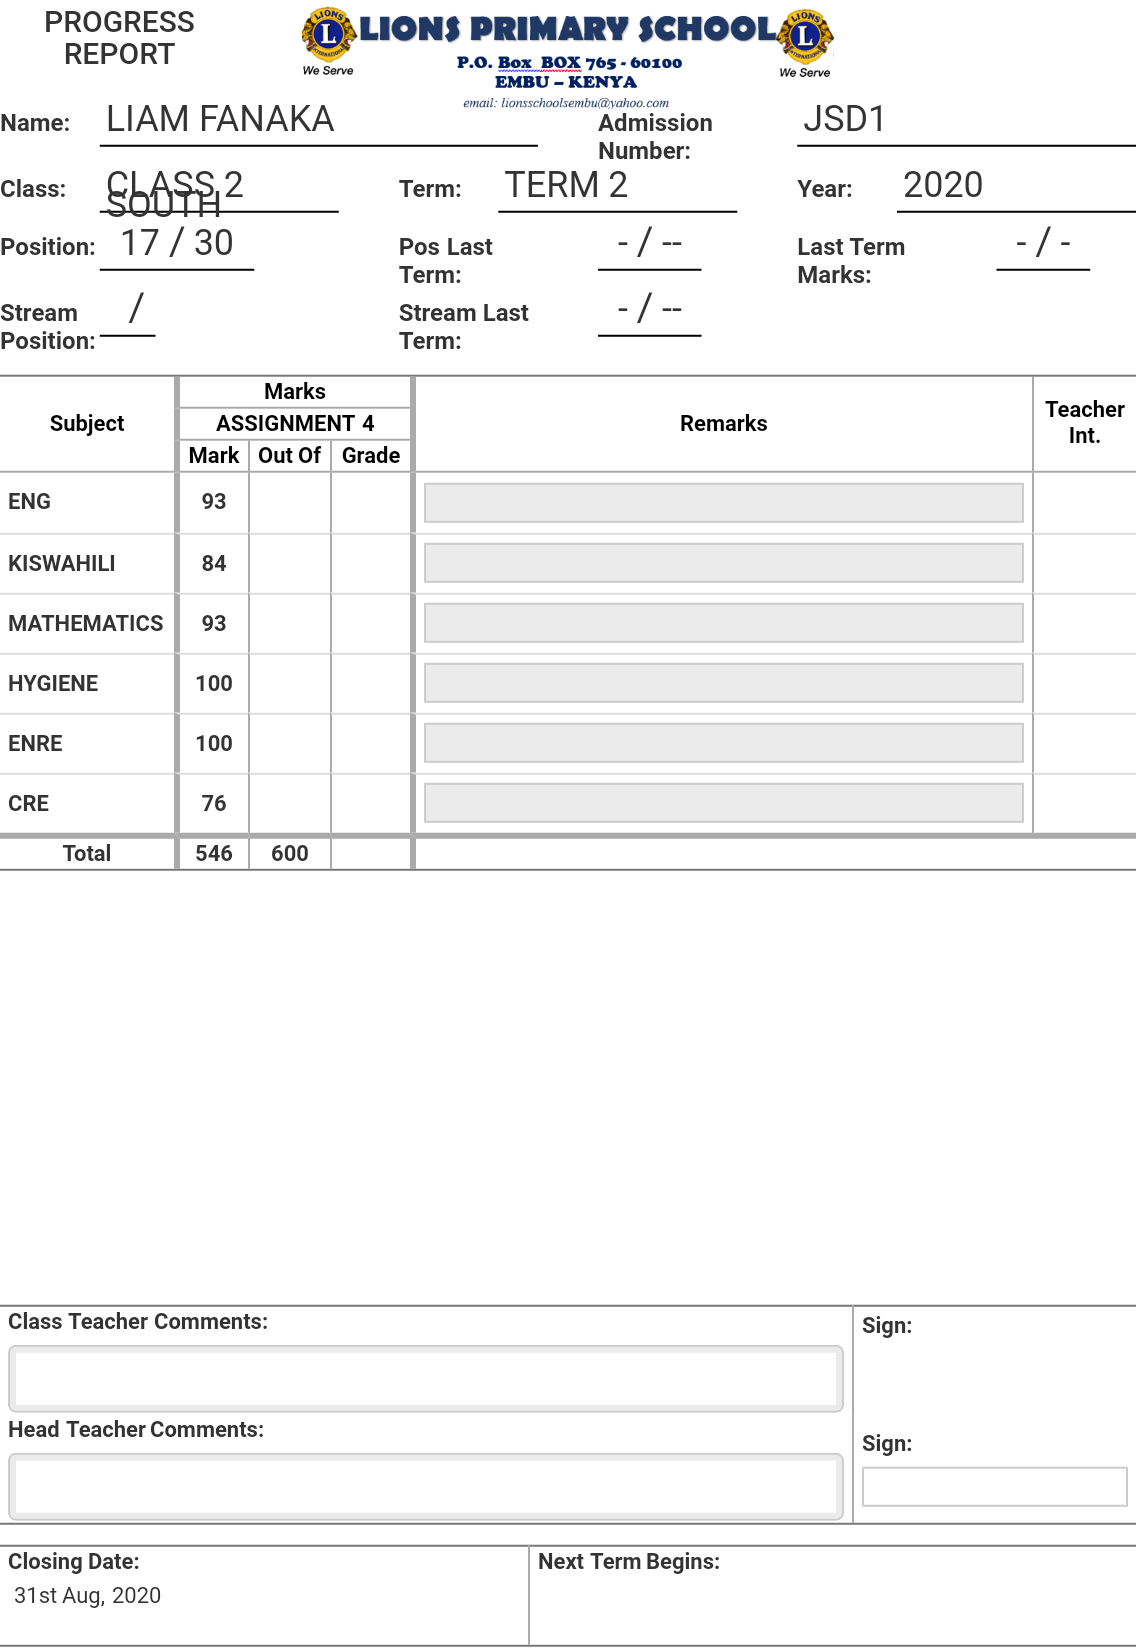 PROGRESS
REPORT
LIONS PRIMARY SCHOOL
P.O. Box BOX 765 - 60100
EMBU – KENYA
email: lionsschoolsembu@yahoo.com
LIONS
L
INTERNATIONAL
We Serve
LIONS
L
INTERNATIONAL
We Serve
Name: LIAM FANAKA Admission Number: JSD1
Class: CLASS 2 SOUTH Term: TERM 2 Year: 2020
Position: 17 / 30 Pos Last Term: - / -- Last Term Marks: - / -
Stream Position: / Stream Last Term: - / --
Subject Marks Remarks Teacher Int.
ASSIGNMENT 4
Mark Out Of Grade
ENG 93
KISWAHILI 84
MATHEMATICS 93
HYGIENE 100
ENRE 100
CRE 76
Total 546 600
Class Teacher Comments: Sign:
Head Teacher Comments: Sign:
Closing Date: Next Term Begins:
31st Aug, 2020